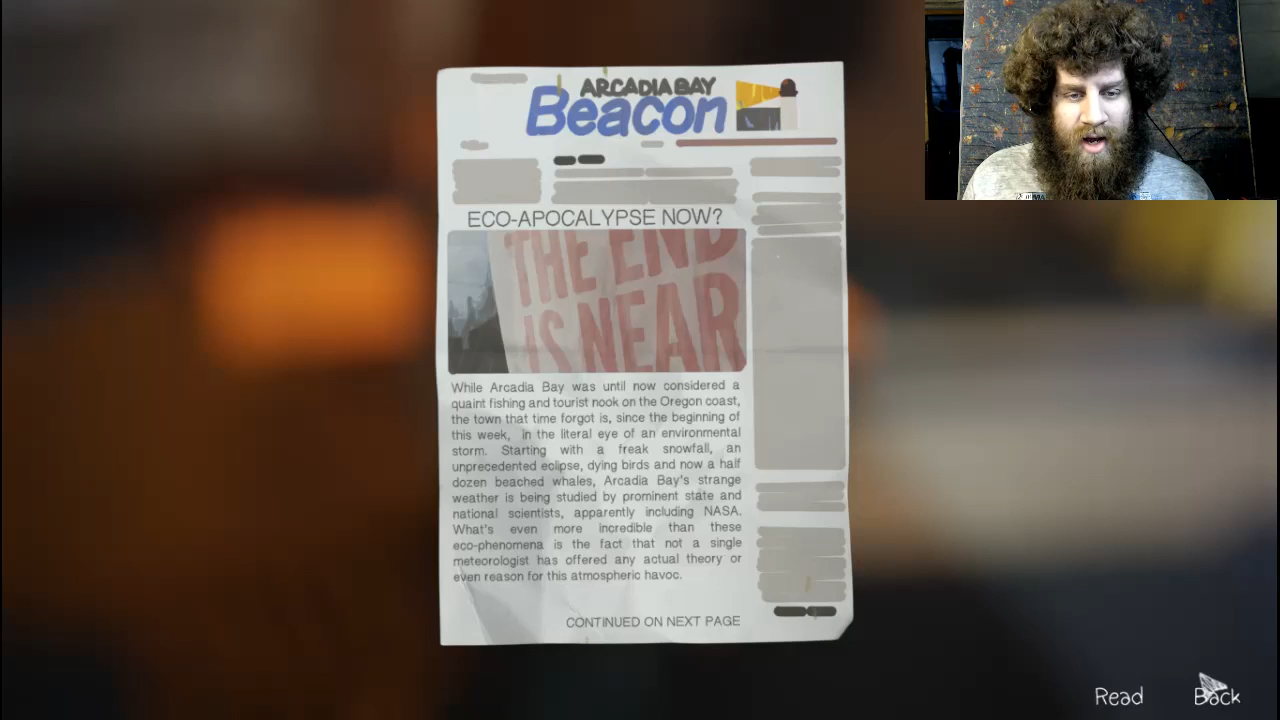 ARCADIA BAY
Beacon
ECO-APOCALYPSE NOW?
THE END
IS NEAR
While Arcadia Bay was until now considered a
quaint fishing and tourist nook on the Oregon coast,
the town that time forgot is, since the beginning of
this week, in the literal eye of an environmental
storm. Starting with a freak snowfall, an
unprecedented eclipse, dying birds and now a half
dozen beached whales, Arcadia Bay's strange
weather is being studied by prominent state and
national scientists, apparently including NASA.
What's even more incredible than these
eco-phenomena is the fact that not a single
meteorologist has offered any actual theory or
even reason for this atmospheric havoc.
CONTINUED ON NEXT PAGE
Read
Back